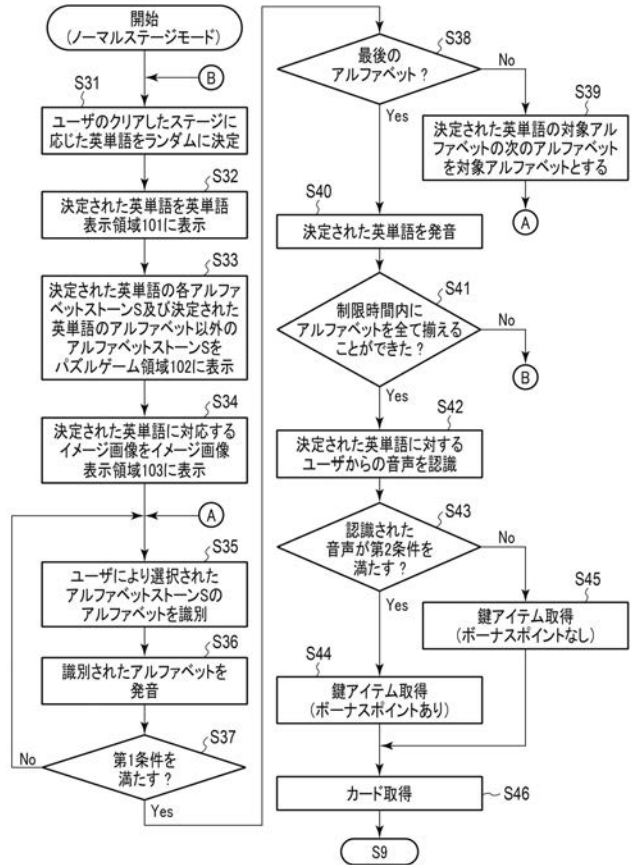 開始
(ノーマルステージモード)
B
S31
ユーザのクリアしたステージに
応じた英単語をランダムに決定
S32
決定された英単語を英単語
表示領域101に表示
S33
決定された英単語の各アルファ
ベットストーンS及び決定された
英単語のアルファベット以外の
アルファベットストーンSを
パズルゲーム領域102に表示
S34
決定された英単語に対応する
イメージ画像をイメージ画像
表示領域103に表示
A
S35
ユーザにより選択された
アルファベットストーンSの
アルファベットを識別
S36
識別されたアルファベットを
発音
S37
第1条件を
満たす?
No
Yes
S38
最後の
アルファベット?
No
Yes
S39
決定された英単語の対象アル
ファベットの次のアルファベット
を対象アルファベットとする
A
S40
決定された英単語を発音
S41
制限時間内に
アルファベットを全て揃える
ことができた?
No
B
Yes
S42
決定された英単語に対する
ユーザからの音声を認識
S43
認識された
音声が第2条件を
満たす?
No
Yes
S45
鍵アイテム取得
(ボーナスポイントなし)
S44
鍵アイテム取得
(ボーナスポイントあり)
カード取得
S46
S9